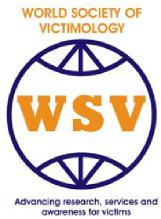 WORLD SOCIETY OF
VICTIMOLOGY
WSV
Advancing research, services and
awareness for victims